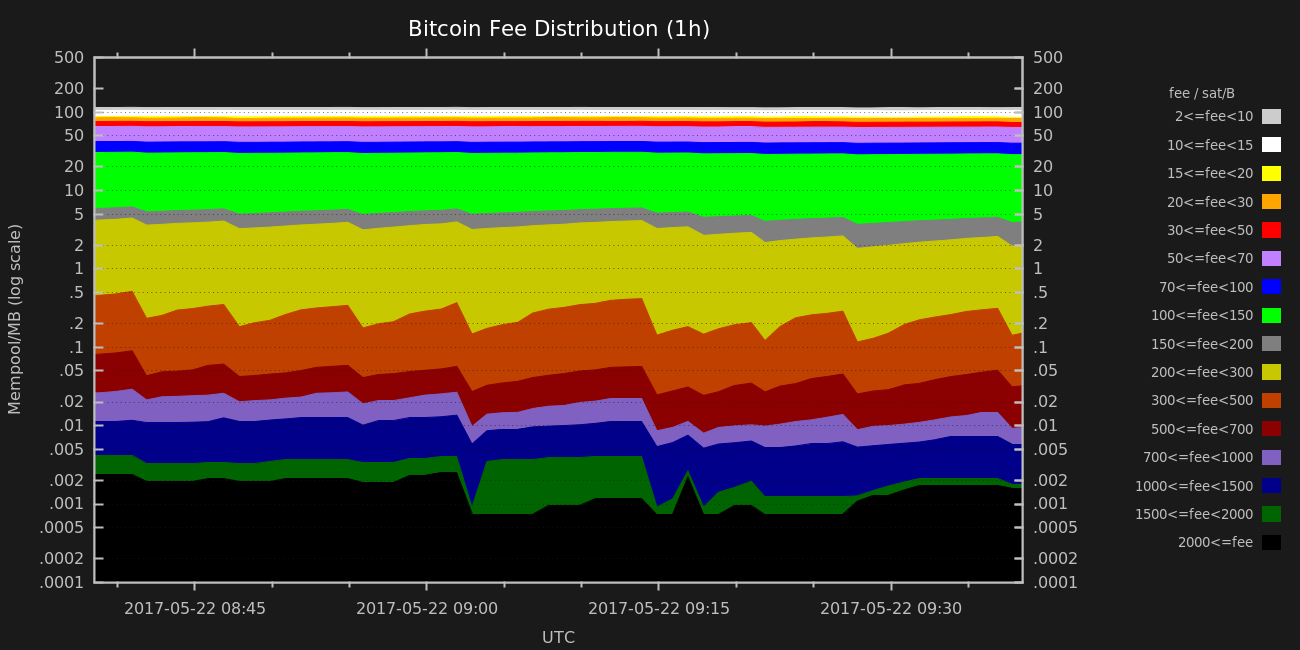 Bitcoin Fee Distribution (1h)
Mempool/MB (log scale)
500
200
100
50
20
10
5
2
1
.5
.2
.1
.05
.02
.01
.005
.002
.001
.0005
.0002
.0001
500
200
100
50
20
10
5
2
1
.5
.2
.1
.05
.02
.01
.005
.002
.001
.0005
.0002
.0001
2017-05-22 08:45
2017-05-22 09:00
2017-05-22 09:15
2017-05-22 09:30
UTC
fee / sat/B
2<=fee<10
10<=fee<15
15<=fee<20
20<=fee<30
30<=fee<50
50<=fee<70
70<=fee<100
100<=fee<150
150<=fee<200
200<=fee<300
300<=fee<500
500<=fee<700
700<=fee<1000
1000<=fee<1500
1500<=fee<2000
2000<=fee